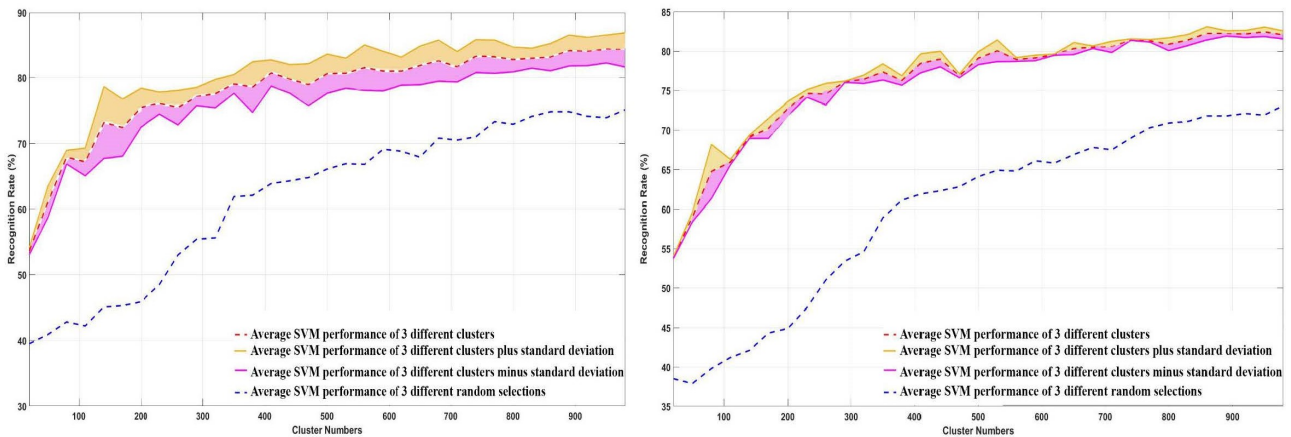 90
80
70
60
50
40
30
Recognition Rate (%)
100 200 300 400 500 600 700 800 900
Cluster Numbers
Average SVM performance of 3 different clusters
Average SVM performance of 3 different clusters plus standard deviation
Average SVM performance of 3 different clusters minus standard deviation
Average SVM performance of 3 different random selections
85
80
75
70
65
60
55
50
45
40
35
Recognition Rate (%)
100 200 300 400 500 600 700 800 900
Cluster Numbers
Average SVM performance of 3 different clusters
Average SVM performance of 3 different clusters plus standard deviation
Average SVM performance of 3 different clusters minus standard deviation
Average SVM performance of 3 different random selections